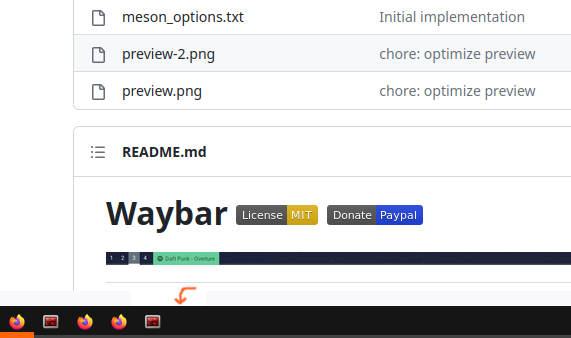 meson_options.txt Initial implementation
preview-2.png chore: optimize preview
preview.png chore: optimize preview
README.md
Waybar License MIT Donate Paypal
1 2 3 4 Daft Punk - Overture